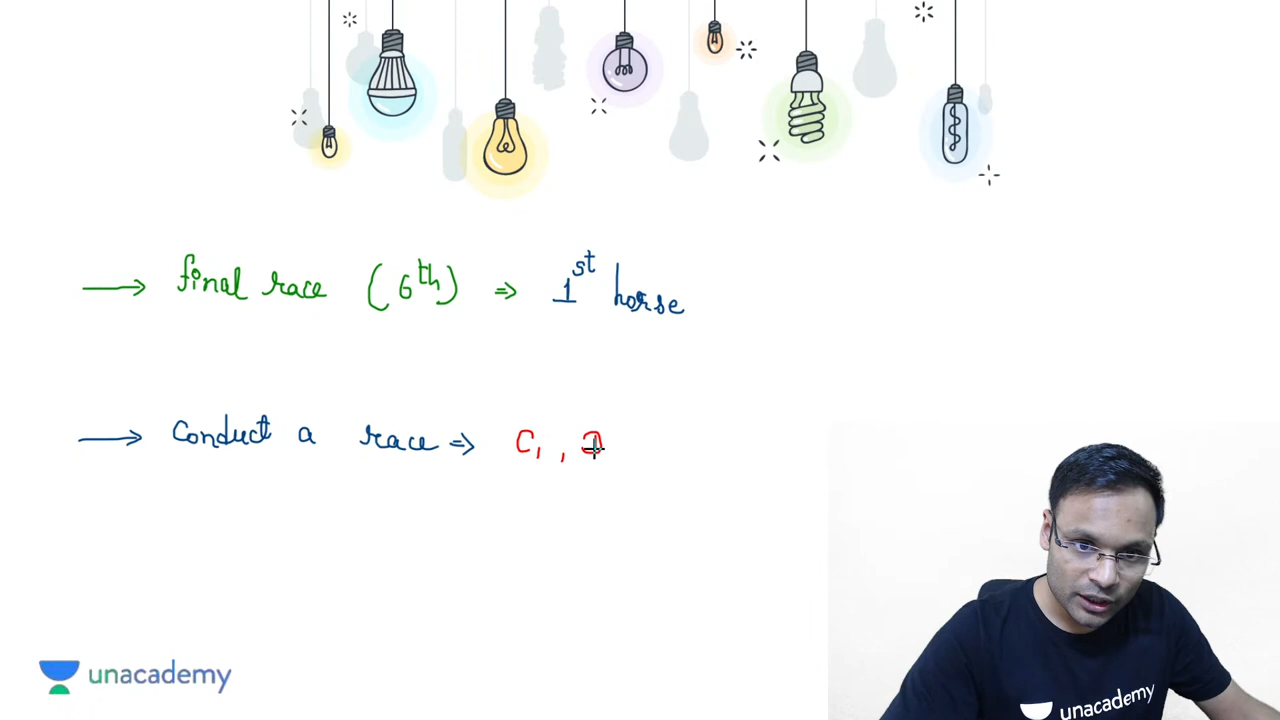 → final race (6th) ⇒ 1st horse
→ Conduct a race ⇒ C₁ ,
unacademy
unacademy